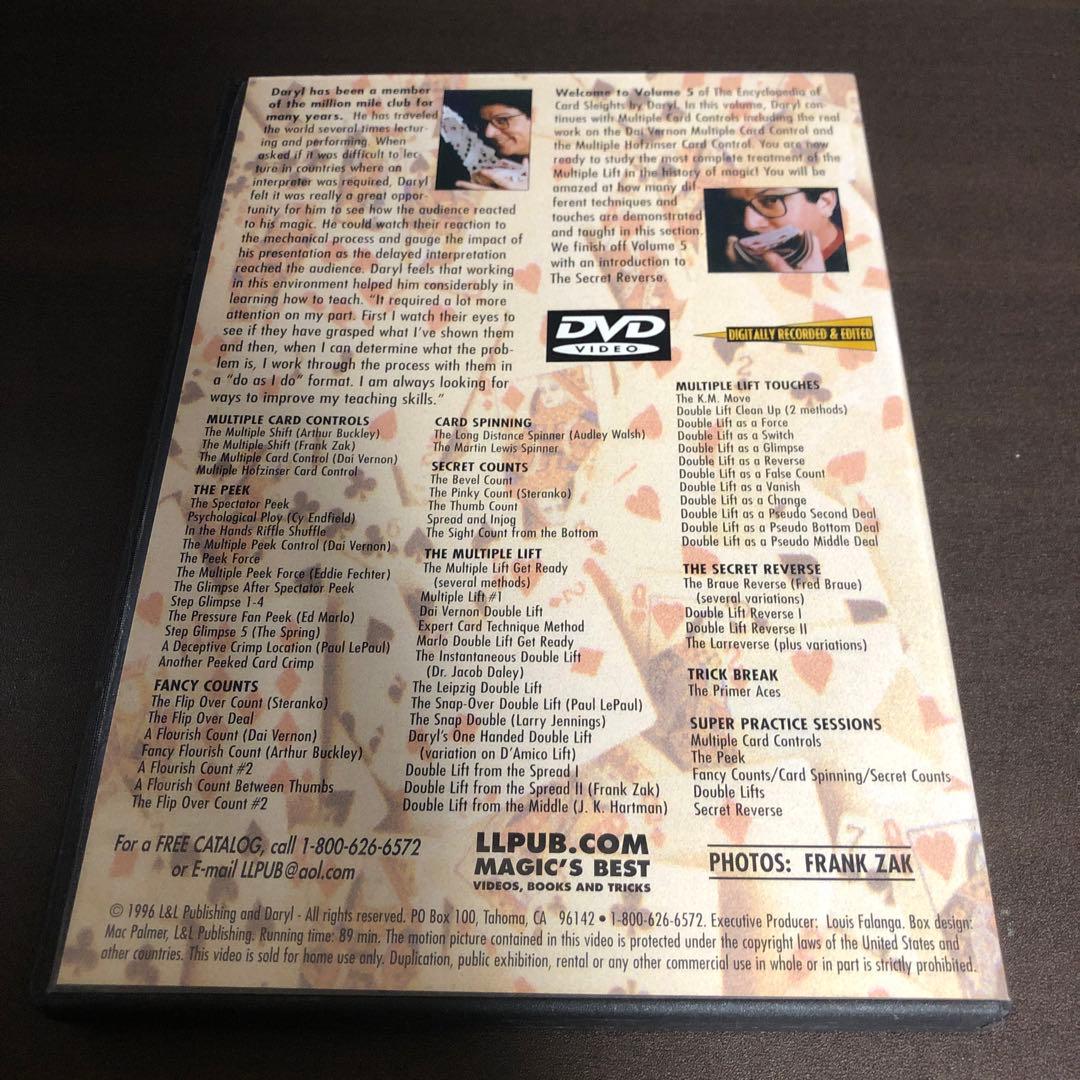 Daryl has been a member
of the million mile club for
many years. He has traveled
the world several times lectur-
ing and performing. When
asked if it was difficult to lec-
ture in countries where an
interpreter was required, Daryl
felt it was really a great oppor-
tunity for him to see how the audience reacted
to his magic. He could watch their reaction to
the mechanical process and gauge the impact of
his presentation as the delayed interpretation
reached the audience. Daryl feels that working
in this environment helped him considerably in
learning how to teach. "It required a lot more
attention on my part. First I watch their eyes to
see if they have grasped what I've shown them
and then, when I can determine what the prob-
lem is, I work through the process with them in
a "do as I do" format. I am always looking for
ways to improve my teaching skills."
Welcome to Volume 5 of The Encyclopedia of
Card Sleights by Daryl. In this volume, Daryl con-
tinues with Multiple Card Controls including the real
work on the Dai Vernon Multiple Card Control and
the Multiple Hofzinser Card Control. You are now
ready to study the most complete treatment of the
Multiple Lift in the history of magic! You will be
amazed at how many dif-
ferent techniques and
touches are demonstrated
and taught in this section.
We finish off Volume 5
with an introduction to
The Secret Reverse.
DVD
VIDEO
DIGITALLY RECORDED & EDITED
MULTIPLE CARD CONTROLS
The Multiple Shift (Arthur Buckley)
The Multiple Shift (Frank Zak)
The Multiple Card Control (Dai Vernon)
Multiple Hofzinser Card Control
THE PEEK
The Spectator Peek
Psychological Ploy (Cy Endfield)
In the Hands Riffle Shuffle
The Multiple Peek Control (Dai Vernon)
The Peek Force
The Multiple Peek Force (Eddie Fechter)
The Glimpse After Spectator Peek
Step Glimpse 1-4
The Pressure Fan Peek (Ed Marlo)
Step Glimpse 5 (The Spring)
A Deceptive Crimp Location (Paul LePaul)
Another Peeked Card Crimp
FANCY COUNTS
The Flip Over Count (Steranko)
The Flip Over Deal
A Flourish Count (Dai Vernon)
Fancy Flourish Count (Arthur Buckley)
A Flourish Count #2
A Flourish Count Between Thumbs
The Flip Over Count #2
CARD SPINNING
The Long Distance Spinner (Audley Walsh)
The Martin Lewis Spinner
SECRET COUNTS
The Bevel Count
The Pinky Count (Steranko)
The Thumb Count
Spread and Injog
The Sight Count from the Bottom
THE MULTIPLE LIFT
The Multiple Lift Get Ready
(several methods)
Multiple Lift #1
Dai Vernon Double Lift
Expert Card Technique Method
Marlo Double Lift Get Ready
The Instantaneous Double Lift
(Dr. Jacob Daley)
The Leipzig Double Lift
The Snap-Over Double Lift (Paul LePaul)
The Snap Double (Larry Jennings)
Daryl's One Handed Double Lift
(variation on D'Amico Lift)
Double Lift from the Spread I
Double Lift from the Spread II (Frank Zak)
Double Lift from the Middle (J. K. Hartman)
MULTIPLE LIFT TOUCHES
The K.M. Move
Double Lift Clean Up (2 methods)
Double Lift as a Force
Double Lift as a Switch
Double Lift as a Glimpse
Double Lift as a Reverse
Double Lift as a False Count
Double Lift as a Vanish
Double Lift as a Change
Double Lift as a Pseudo Second Deal
Double Lift as a Pseudo Bottom Deal
Double Lift as a Pseudo Middle Deal
THE SECRET REVERSE
The Braue Reverse (Fred Braue)
(several variations)
Double Lift Reverse I
Double Lift Reverse II
The Larreverse (plus variations)
TRICK BREAK
The Primer Aces
SUPER PRACTICE SESSIONS
Multiple Card Controls
The Peek
Fancy Counts/Card Spinning/Secret Counts
Double Lifts
Secret Reverse
For a FREE CATALOG, call 1-800-626-6572
or E-mail LLPUB@aol.com
LLPUB.COM
MAGIC'S BEST
VIDEOS, BOOKS AND TRICKS
PHOTOS: FRANK ZAK
© 1996 L&L Publishing and Daryl - All rights reserved. PO Box 100, Tahoma, CA 96142 • 1-800-626-6572. Executive Producer: Louis Falanga. Box design:
Mac Palmer, L&L Publishing. Running time: 89 min. The motion picture contained in this video is protected under the copyright laws of the United States and
other countries. This video is sold for home use only. Duplication, public exhibition, rental or any other commercial use in whole or in part is strictly prohibited.